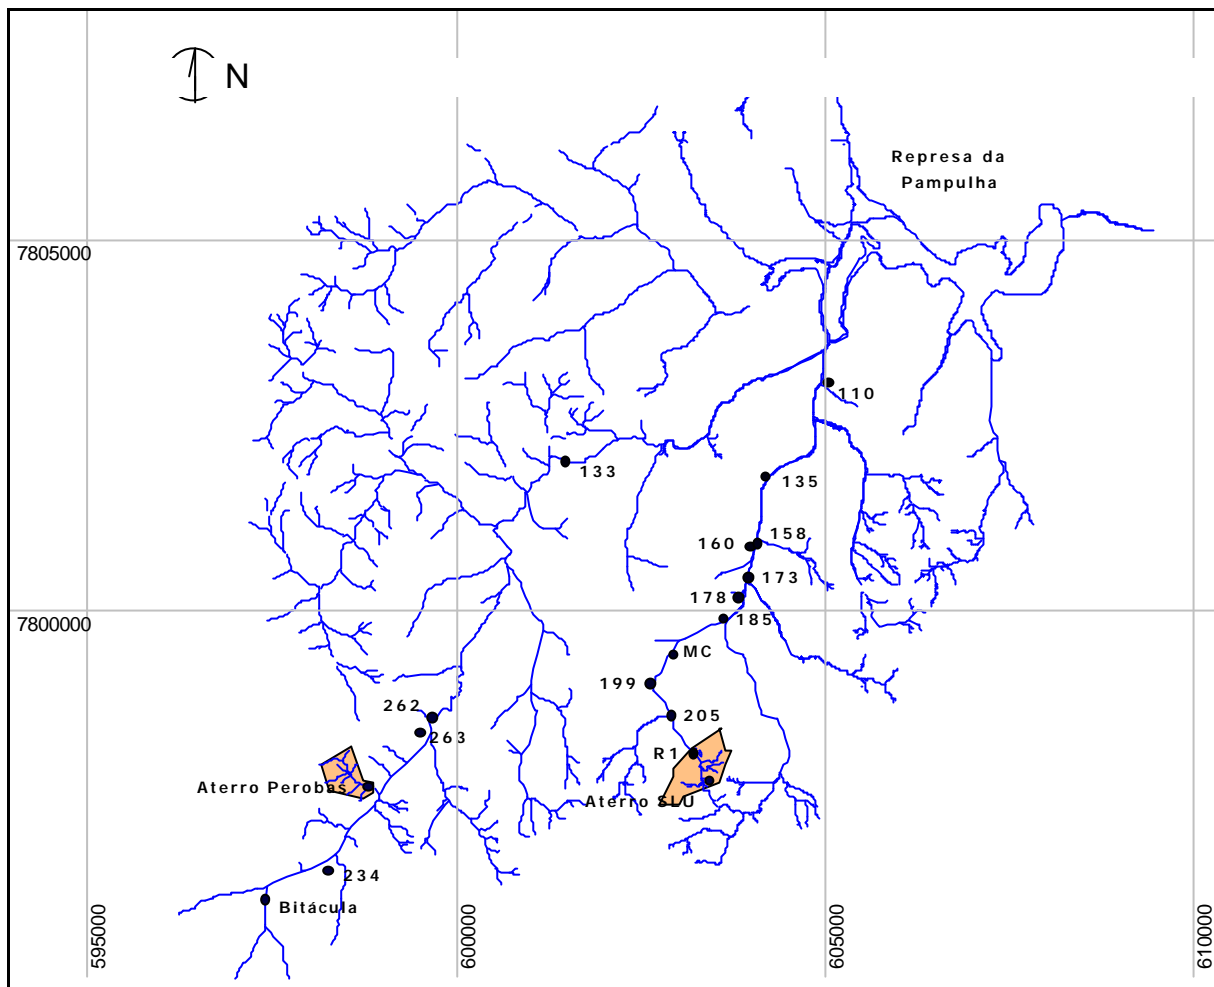 N
Represa da
Pampulha
7805000
110
133
135
158
160
173
178
7800000
185
MC
199
262
205
263
R1
Aterro Perobas
Aterro SLU
234
Bitácula
595000
600000
605000
610000